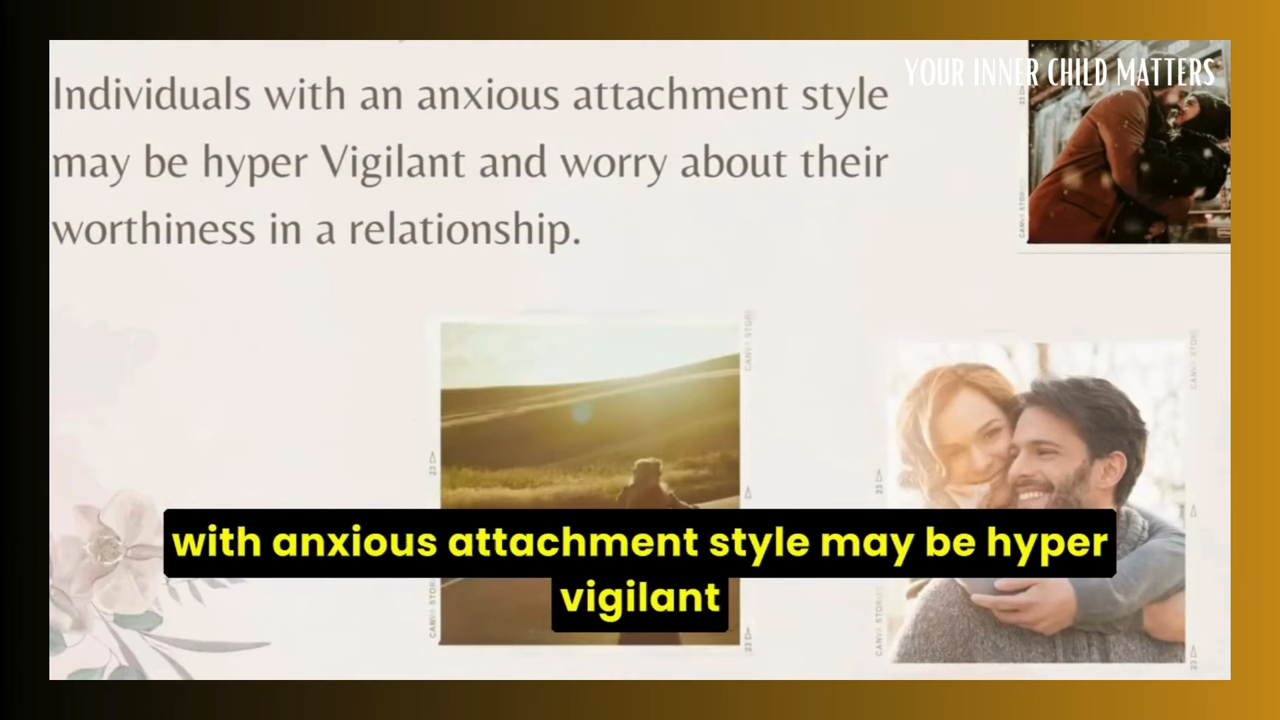 YOUR INNER CHILD MATTERS
Individuals with an anxious attachment style
may be hyper Vigilant and worry about their
worthiness in a relationship.
with anxious attachment style may be hyper
vigilant